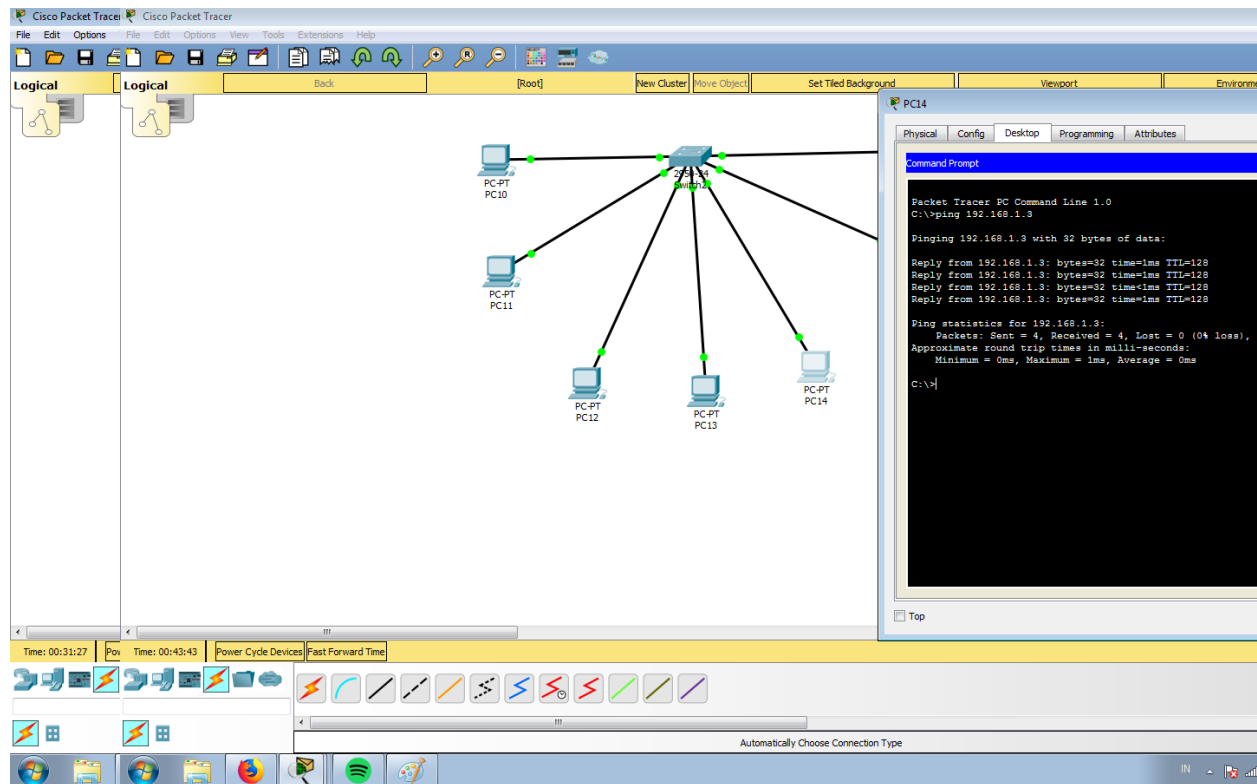 Cisco Packet Tracer
Cisco Packet Tracer
File Edit Options
File Edit Options View Tools Extensions Help
Logical
Logical
Back
[Root]
New Cluster
Move Object
Set Tiled Background
Viewport
Environme
PC14
Physical Config Desktop Programming Attributes
Command Prompt
Packet Tracer PC Command Line 1.0
C:\>ping 192.168.1.3
Pinging 192.168.1.3 with 32 bytes of data:
Reply from 192.168.1.3: bytes=32 time=1ms TTL=128
Reply from 192.168.1.3: bytes=32 time=1ms TTL=128
Reply from 192.168.1.3: bytes=32 time<1ms TTL=128
Reply from 192.168.1.3: bytes=32 time=1ms TTL=128
Ping statistics for 192.168.1.3:
Packets: Sent = 4, Received = 4, Lost = 0 (0% loss),
Approximate round trip times in milli-seconds:
Minimum = 0ms, Maximum = 1ms, Average = 0ms
C:\>
Top
2950-24
Switch2
PC-PT
PC10
PC-PT
PC11
PC-PT
PC12
PC-PT
PC13
PC-PT
PC14
Time: 00:31:27
Pov
Time: 00:43:43
Power Cycle Devices
Fast Forward Time
Automatically Choose Connection Type
IN